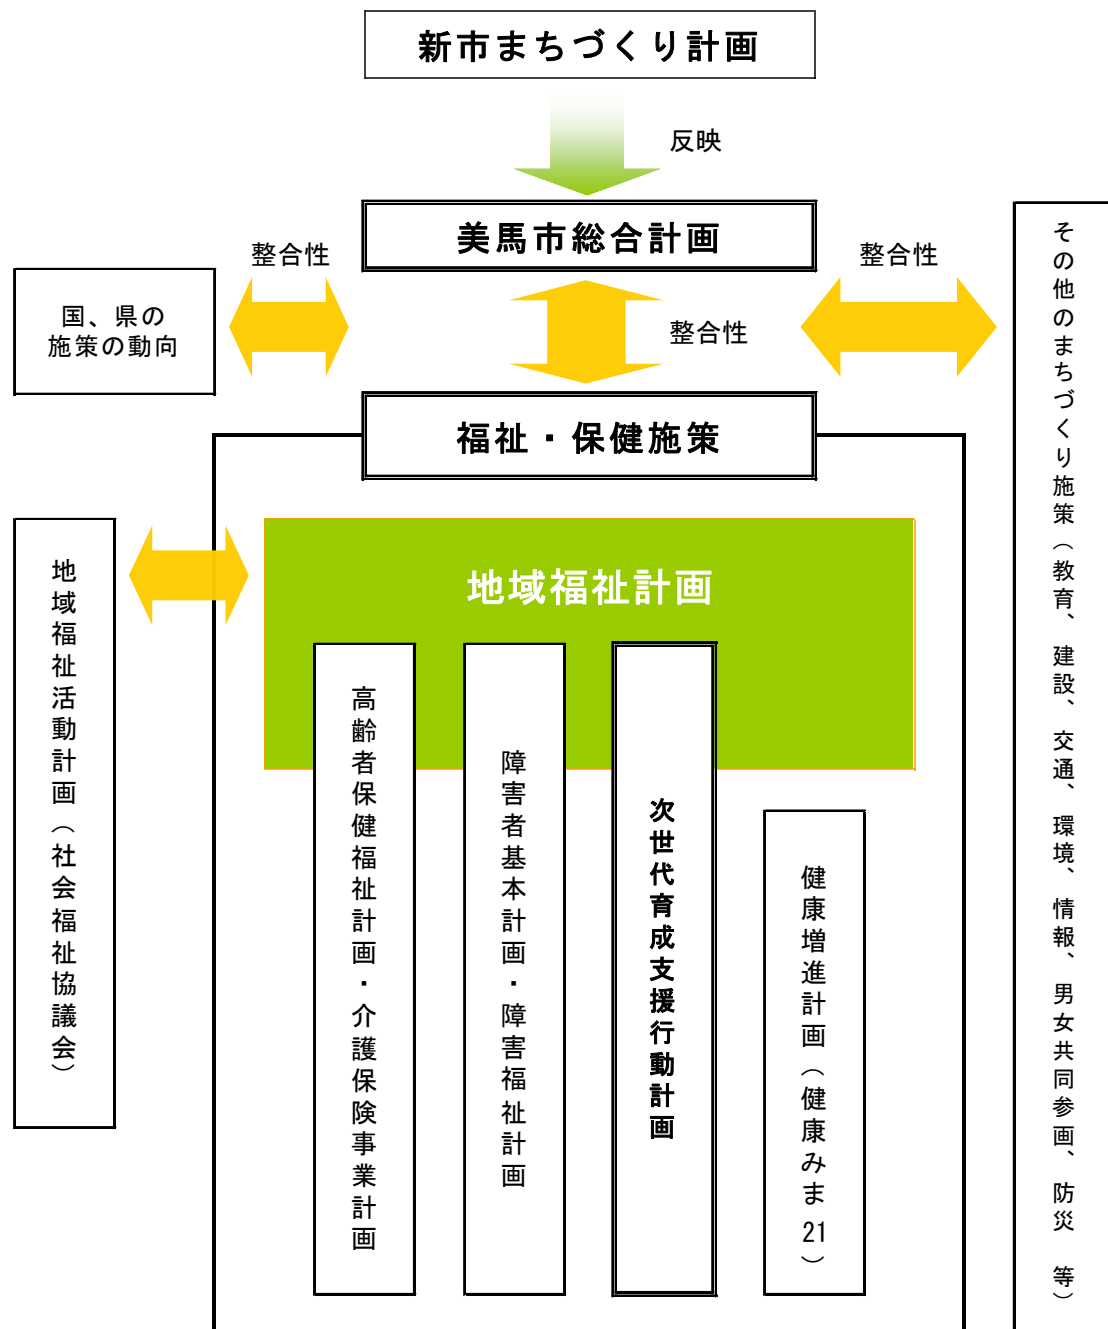 新市まちづくり計画
反映
美馬市総合計画
整合性
整合性
国、県の
施策の動向
整合性
福祉・保健施策
その他のまちづくり施策（教育、建設、交通、環境、情報、男女共同参画、防災 等）
地域福祉計画
地域福祉活動計画（社会福祉協議会）
高齢者保健福祉計画・介護保険事業計画
障害者基本計画・障害福祉計画
次世代育成支援行動計画
健康増進計画（健康みま21）